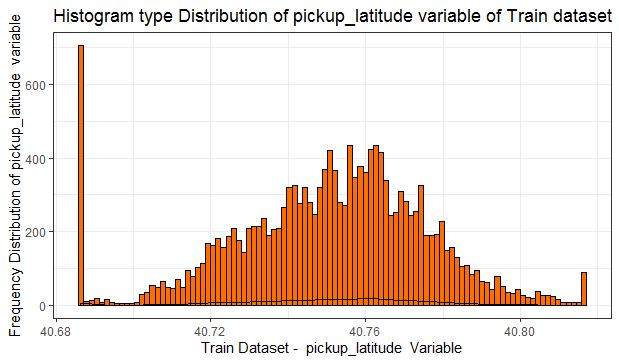 Histogram type Distribution of pickup_latitude variable of Train dataset
Frequency Distribution of pickup_latitude variable
600
400
200
0
40.68 40.72 40.76 40.80
Train Dataset - pickup_latitude Variable